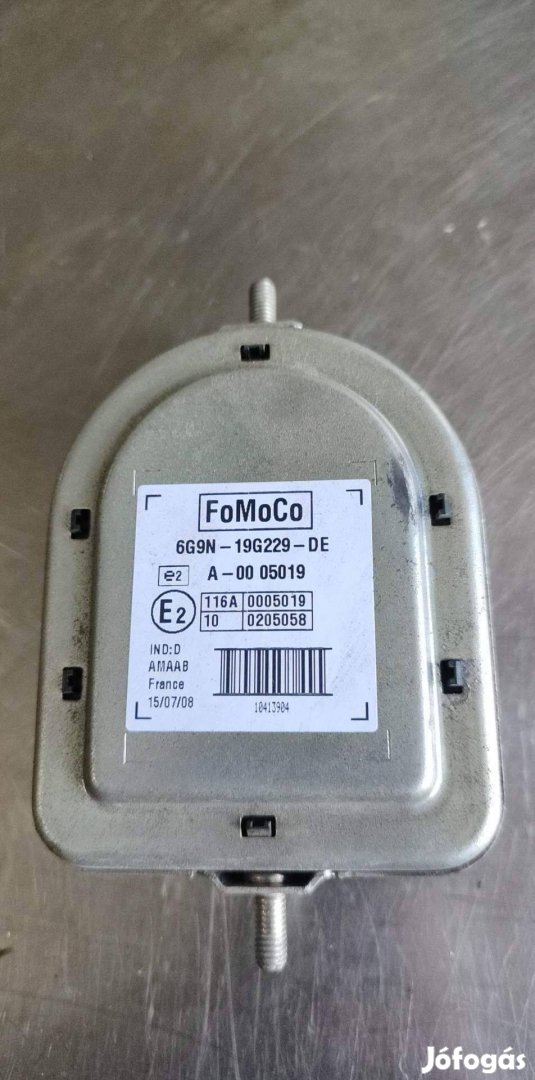 FoMoCo
6G9N-19G229-DE
e2 A-00 05019
E2 116A 0005019
10 0205058
IND:D
AMAAB
France
15/07/08
10413904
Jófogás